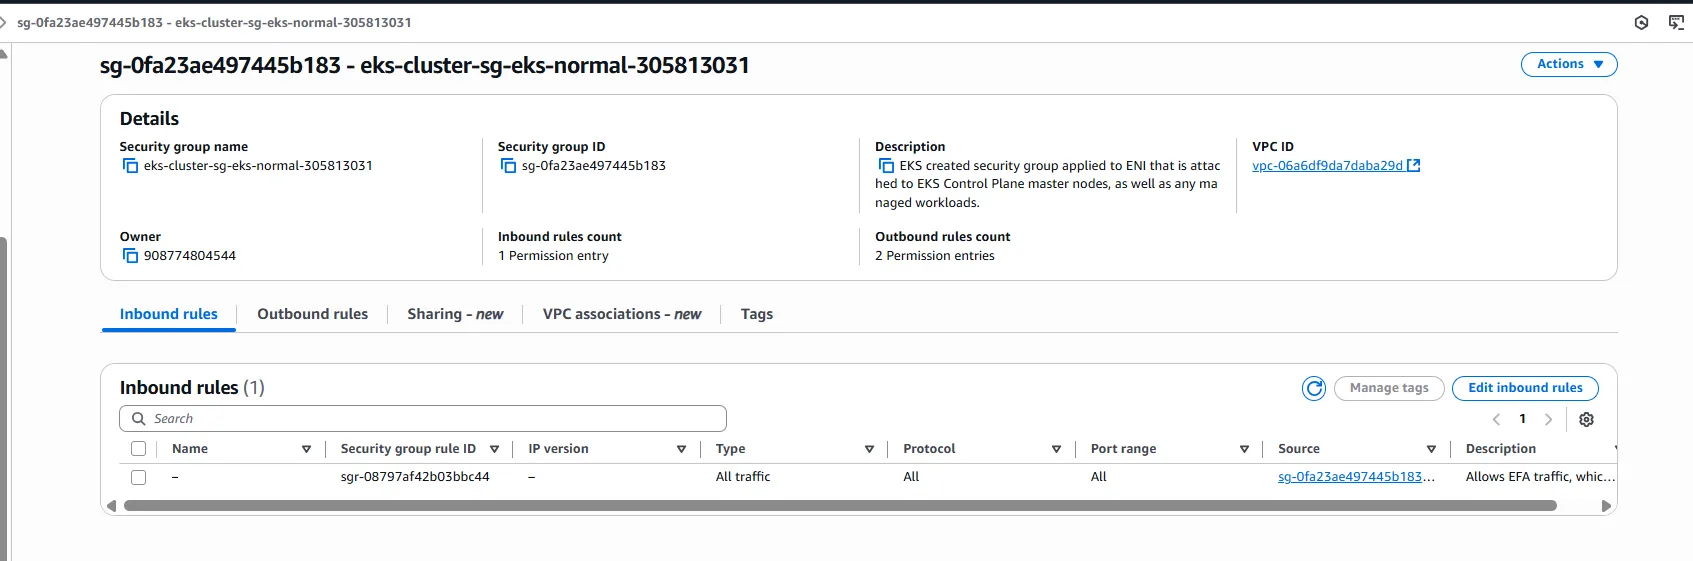 sg-0fa23ae497445b183 - eks-cluster-sg-eks-normal-305813031
sg-0fa23ae497445b183 - eks-cluster-sg-eks-normal-305813031
Actions
Details
Security group name
eks-cluster-sg-eks-normal-305813031
Security group ID
sg-0fa23ae497445b183
Description
EKS created security group applied to ENI that is attac
hed to EKS Control Plane master nodes, as well as any ma
naged workloads.
VPC ID
vpc-06a6df9da7daba29d
Owner
908774804544
Inbound rules count
1 Permission entry
Outbound rules count
2 Permission entries
Inbound rules
Outbound rules
Sharing - new
VPC associations - new
Tags
Inbound rules (1)
Manage tags
Edit inbound rules
Search
1
Name
Security group rule ID
IP version
Type
Protocol
Port range
Source
Description
–
sgr-08797af42b03bbc44
–
All traffic
All
All
sg-0fa23ae497445b183...
Allows EFA traffic, whic...